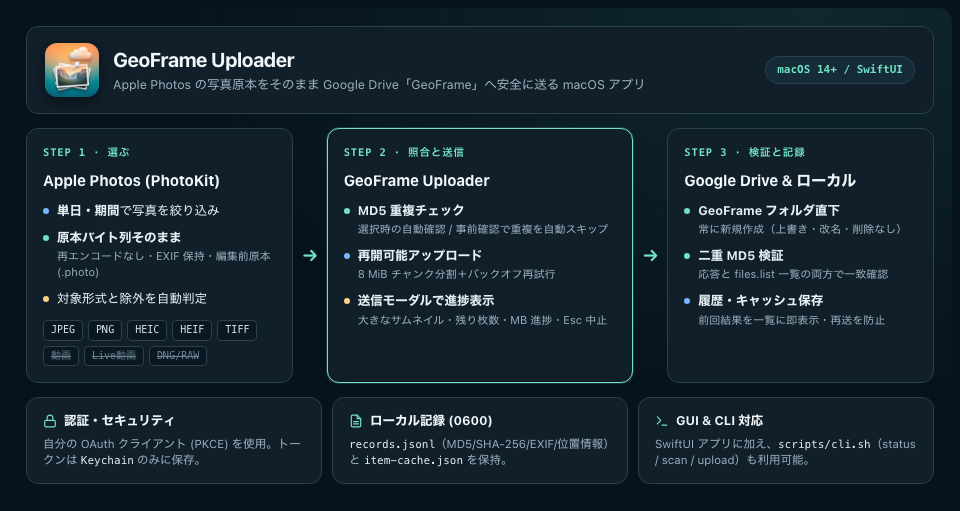 GeoFrame Uploader
Apple Photos の写真原本をそのまま Google Drive「GeoFrame」へ安全に送る macOS アプリ
macOS 14+ / SwiftUI
STEP 1 · 選ぶ
Apple Photos (PhotoKit)
単日・期間で写真を絞り込み
原本バイト列そのまま
再エンコードなし・EXIF 保持・編集前原本
(.photo)
対象形式と除外を自動判定
JPEG PNG HEIC HEIF TIFF
動画 Live動画 DNG/RAW
→
STEP 2 · 照合と送信
GeoFrame Uploader
MD5 重複チェック
選択時の自動確認 / 事前確認で重複を自動スキップ
再開可能アップロード
8 MiB チャンク分割＋バックオフ再試行
送信モーダルで進捗表示
大きなサムネイル・残り枚数・MB 進捗・Esc 中止
→
STEP 3 · 検証と記録
Google Drive & ローカル
GeoFrame フォルダ直下
常に新規作成（上書き・改名・削除なし）
二重 MD5 検証
応答と files.list 一覧の両方で一致確認
履歴・キャッシュ保存
前回結果を一覧に即表示・再送を防止
認証・セキュリティ
自分の OAuth クライアント (PKCE) を使用。トー
クンは Keychain のみに保存。
ローカル記録 (0600)
records.jsonl（MD5/SHA-256/EXIF/位置情報）
と item-cache.json を保持。
GUI & CLI 対応
SwiftUI アプリに加え、scripts/cli.sh（status
/ scan / upload）も利用可能。